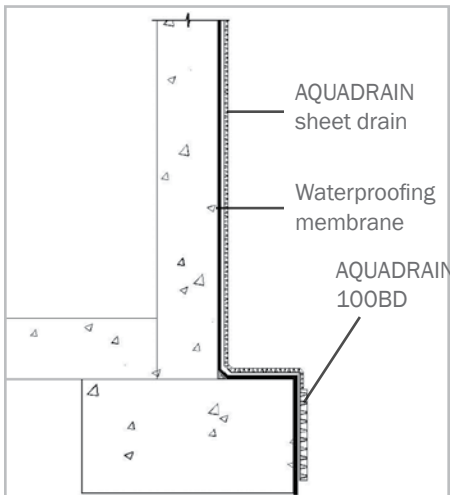 AQUADRAIN
sheet drain
Waterproofing
membrane
AQUADRAIN
100BD